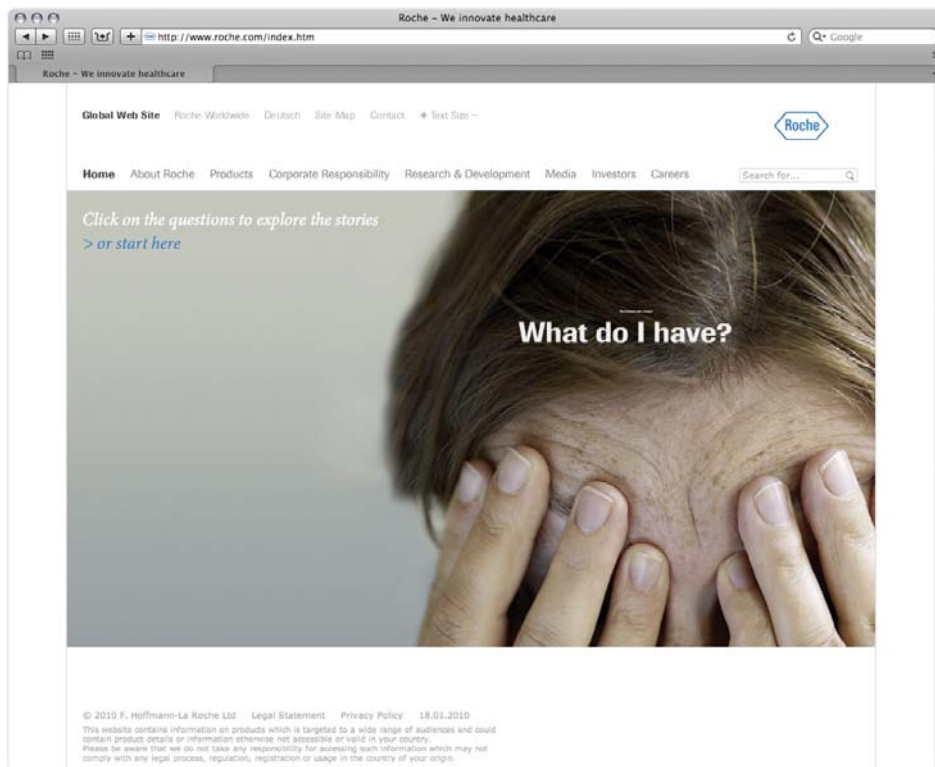 Roche – We innovate healthcare
http://www.roche.com/index.htm
Google
Roche – We innovate healthcare
Global Web Site Roche Worldwide Deutsch Site Map Contact + Text Size –
Roche
Home About Roche Products Corporate Responsibility Research & Development Media Investors Careers Search for...
Click on the questions to explore the stories
> or start here
What do I have?
© 2010 F. Hoffmann-La Roche Ltd Legal Statement Privacy Policy 18.01.2010
This website contains information on products which is targeted to a wide range of audiences and could
contain product details or information otherwise not accessible or valid in your country.
Please be aware that we do not take any responsibility for accessing such information which may not
comply with any legal process, regulation, registration or usage in the country of your origin.